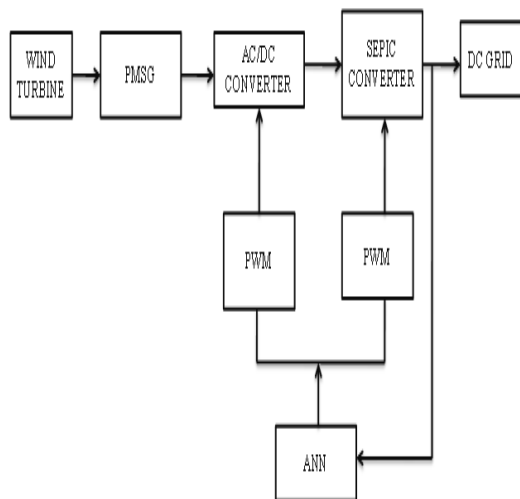 WIND
TURBINE
PMSG
AC/DC
CONVERTER
SEPIC
CONVERTER
DC GRID
PWM
PWM
ANN